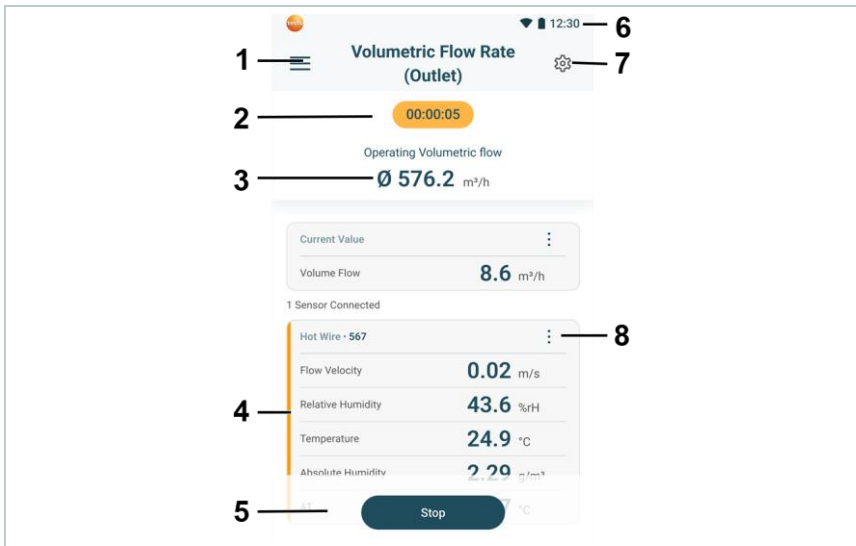 testo 12:30 6
1 Volumetric Flow Rate 7
(Outlet)
2 00:00:05
Operating Volumetric flow
3 Ø 576.2 m³/h
Current Value
Volume Flow 8.6 m³/h
1 Sensor Connected
Hot Wire • 567 8
Flow Velocity 0.02 m/s
Relative Humidity 43.6 %rH
4
Temperature 24.9 °C
Absolute Humidity 2.29 g/m³
ΔT 7 °C
5 Stop